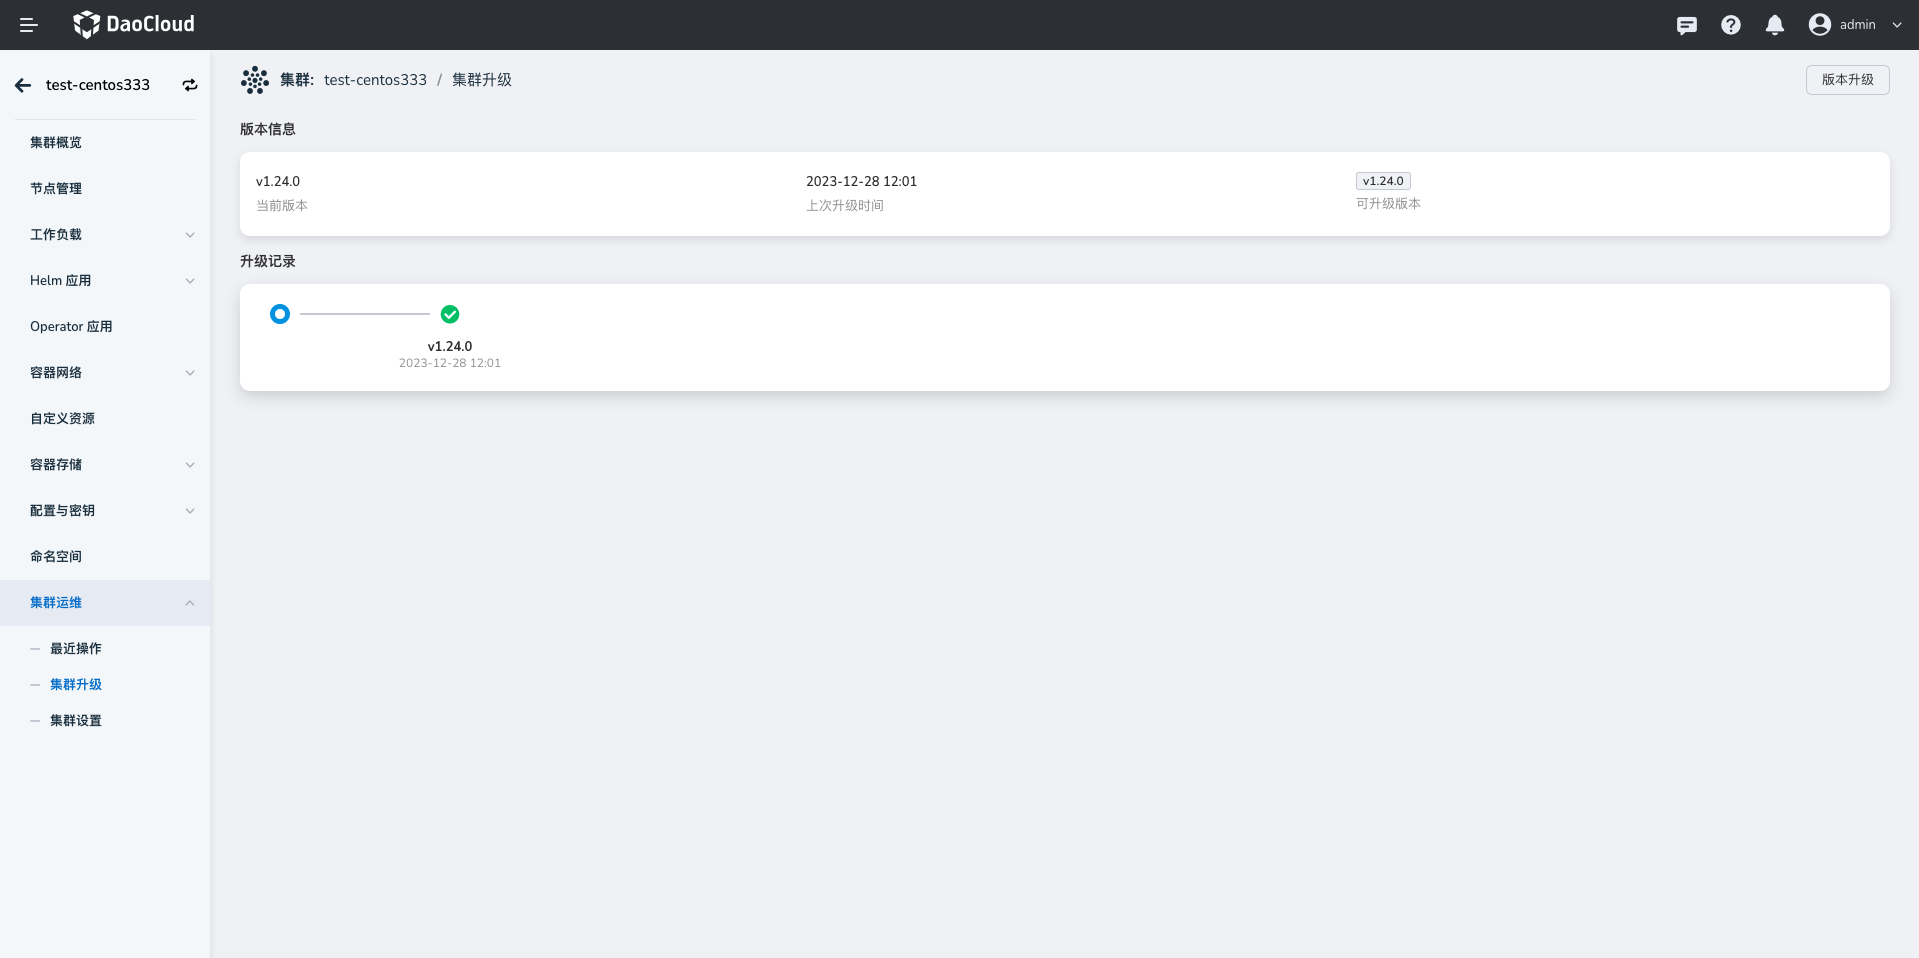 DaoCloud
admin
test-centos333
集群概览
节点管理
工作负载
Helm 应用
Operator 应用
容器网络
自定义资源
容器存储
配置与密钥
命名空间
集群运维
最近操作
集群升级
集群设置
集群: test-centos333 / 集群升级
版本升级
版本信息
v1.24.0
当前版本
2023-12-28 12:01
上次升级时间
v1.24.0
可升级版本
升级记录
v1.24.0
2023-12-28 12:01